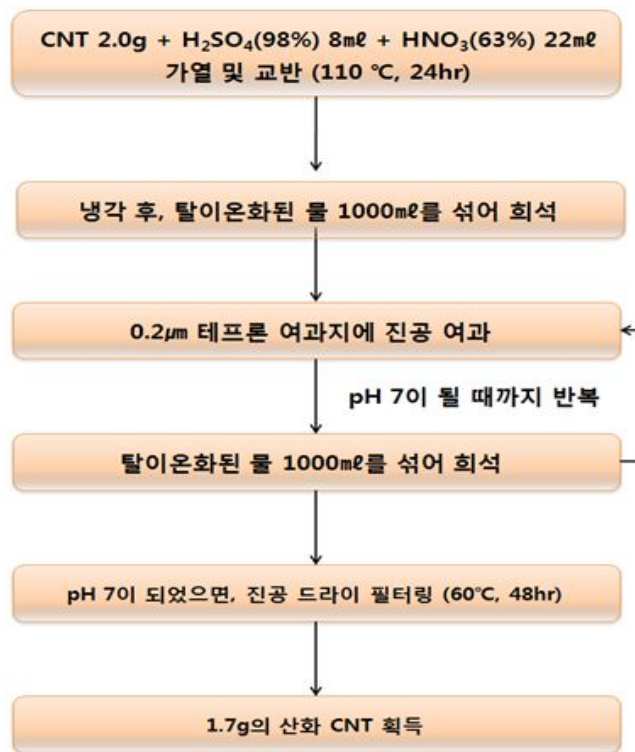 CNT 2.0g + H₂SO₄(98%) 8㎖ + HNO₃(63%) 22㎖
가열 및 교반 (110 ℃, 24hr)
냉각 후, 탈이온화된 물 1000㎖를 섞어 희석
0.2㎛ 테프론 여과지에 진공 여과
pH 7이 될 때까지 반복
탈이온화된 물 1000㎖를 섞어 희석
pH 7이 되었으면, 진공 드라이 필터링 (60℃, 48hr)
1.7g의 산화 CNT 획득